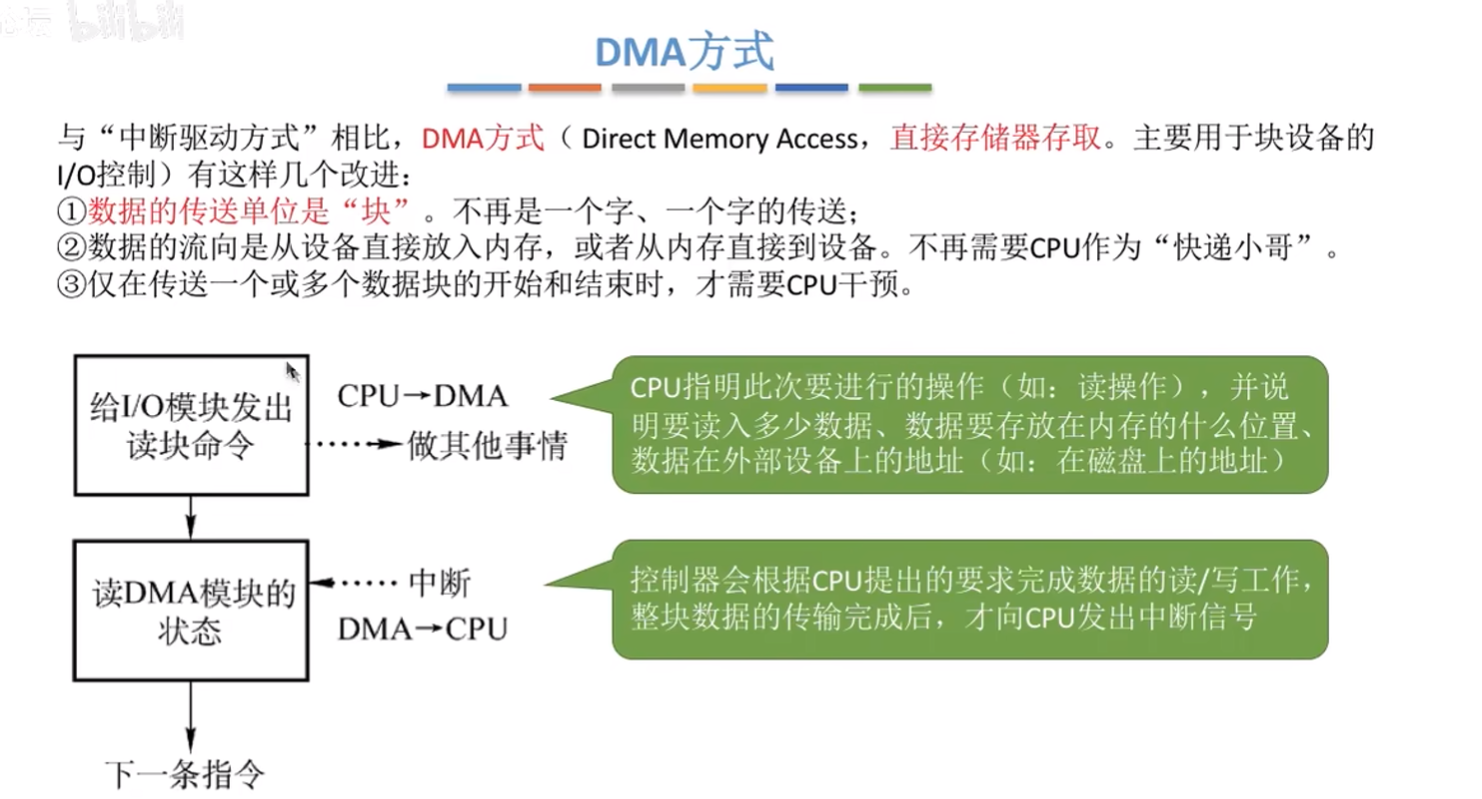 坛 bilibili
DMA方式
与“中断驱动方式”相比，DMA方式（ Direct Memory Access，直接存储器存取。主要用于块设备的
I/O控制）有这样几个改进：
①数据的传送单位是“块”。不再是一个字、一个字的传送；
②数据的流向是从设备直接放入内存，或者从内存直接到设备。不再需要CPU作为“快递小哥”。
③仅在传送一个或多个数据块的开始和结束时，才需要CPU干预。
给I/O模块发出
读块命令
CPU→DMA
做其他事情
CPU指明此次要进行的操作（如：读操作），并说
明要读入多少数据、数据要存放在内存的什么位置、
数据在外部设备上的地址（如：在磁盘上的地址）
读DMA模块的
状态
中断
DMA→CPU
控制器会根据CPU提出的要求完成数据的读/写工作，
整块数据的传输完成后，才向CPU发出中断信号
下一条指令